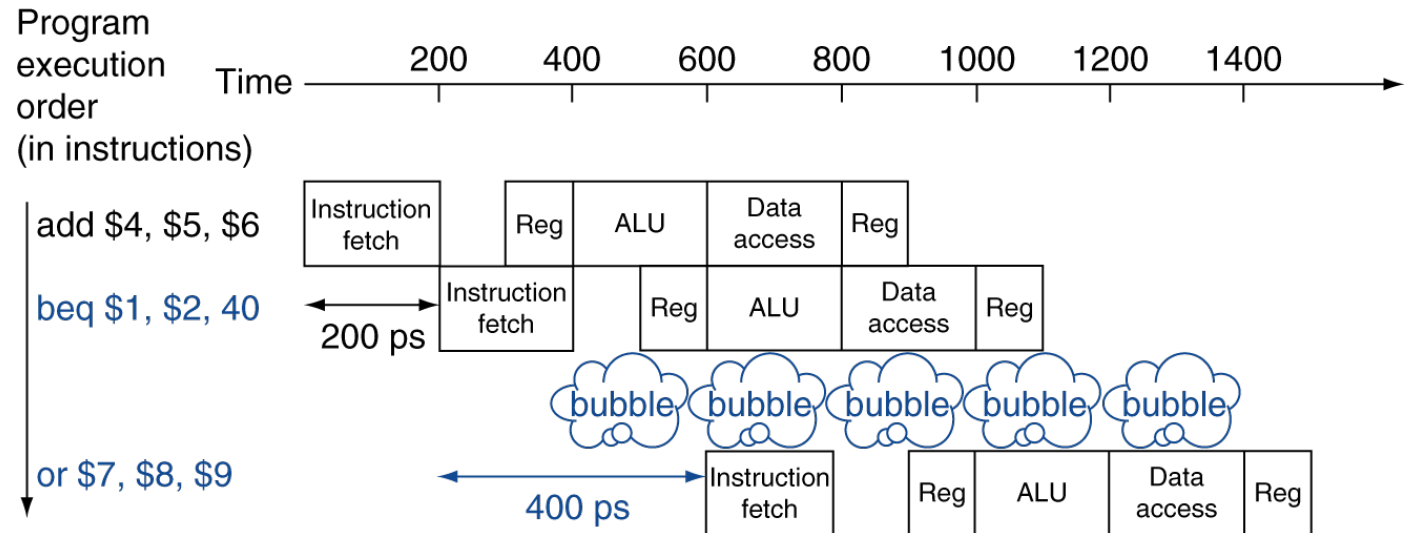 Program
execution
order
(in instructions)
Time
200 400 600 800 1000 1200 1400
add $4, $5, $6
Instruction
fetch
Reg
ALU
Data
access
Reg
beq $1, $2, 40
200 ps
Instruction
fetch
Reg
ALU
Data
access
Reg
bubble bubble bubble bubble bubble
or $7, $8, $9
400 ps
Instruction
fetch
Reg
ALU
Data
access
Reg